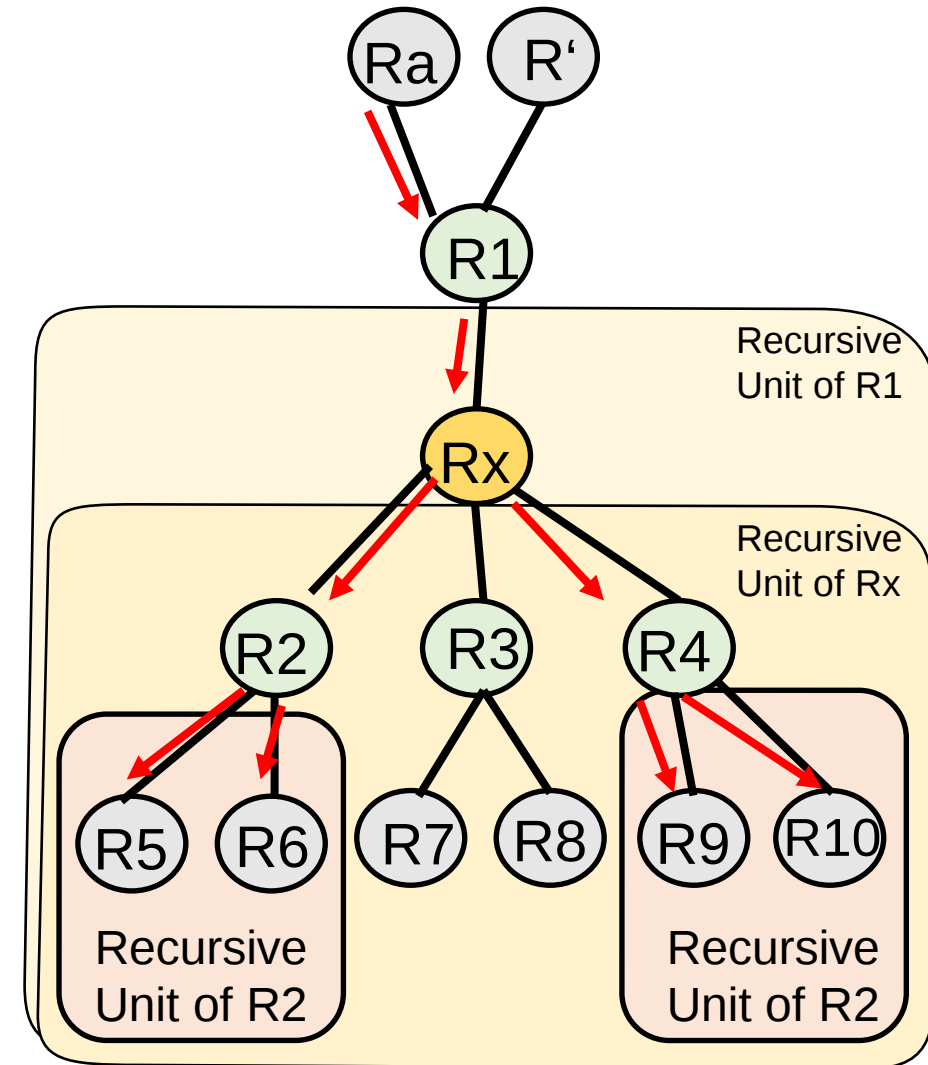 Ra
R‘
R1
Recursive
Unit of R1
Rx
Recursive
Unit of Rx
R2
R3
R4
R5
R6
R7
R8
R9
R10
Recursive
Unit of R2
Recursive
Unit of R2